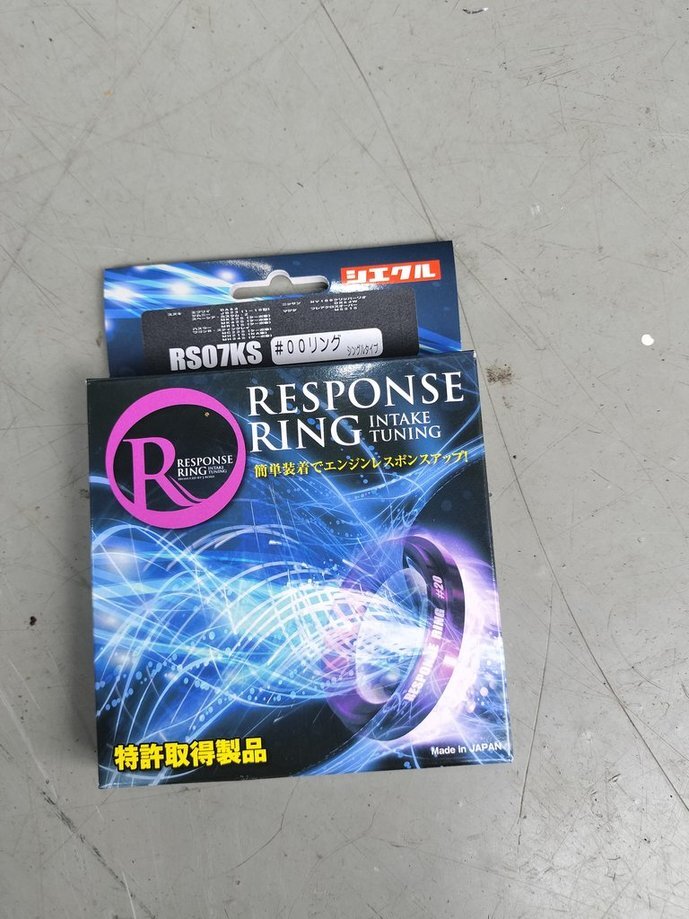 シエクル
RS07KS
#00リング シングルタイプ
RESPONSE
RING INTAKE
TUNING
簡単装着でエンジンレスポンスアップ!
R RESPONSE
RING INTAKE
TUNING
RESPONSE RING #20
特許取得製品
Made in JAPAN